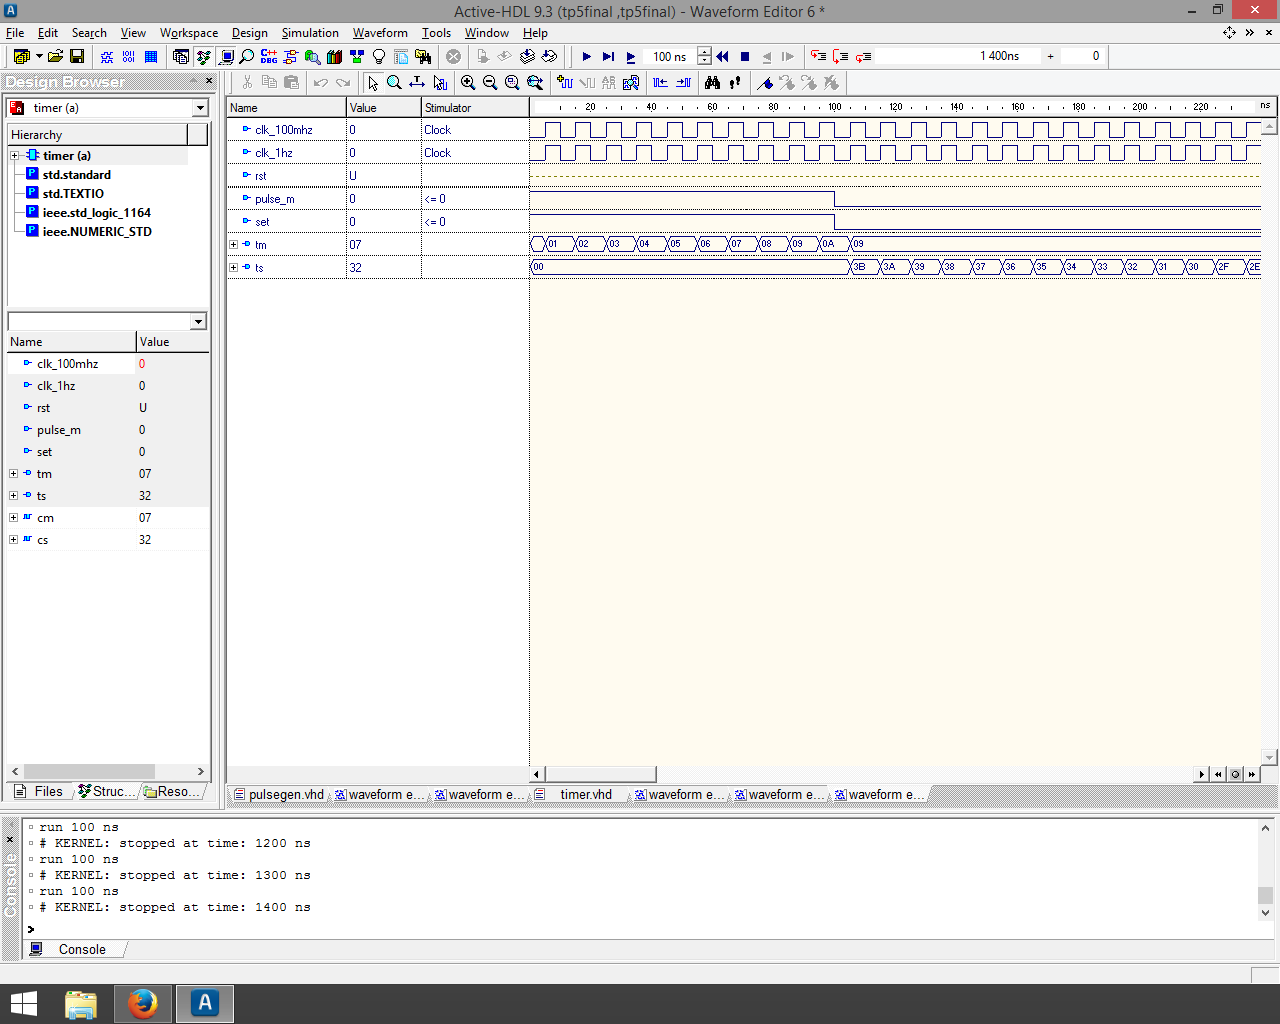 Active-HDL 9.3 (tp5final ,tp5final) - Waveform Editor 6 *
File Edit Search View Workspace Design Simulation Waveform Tools Window Help
100 ns 1 400ns + 0
Design Browser
timer (a)
Hierarchy
timer (a)
std.standard
std.TEXTIO
ieee.std_logic_1164
ieee.NUMERIC_STD
Name Value
clk_100mhz 0
clk_1hz 0
rst U
pulse_m 0
set 0
tm 07
ts 32
cm 07
cs 32
Files Struc... Reso...
Name Value Stimulator 20 40 60 80 100 120 140 160 180 200 220 ns
clk_100mhz 0 Clock
clk_1hz 0 Clock
rst U
pulse_m 0 <= 0
set 0 <= 0
tm 07 01 02 03 04 05 06 07 08 09 0A 09
ts 32 00 3B 3A 39 38 37 36 35 34 33 32 31 30 2F 2E
pulsegen.vhd waveform e... waveform e... timer.vhd waveform e... waveform e... waveform e...
run 100 ns
# KERNEL: stopped at time: 1200 ns
run 100 ns
# KERNEL: stopped at time: 1300 ns
run 100 ns
# KERNEL: stopped at time: 1400 ns
>
Console
Console